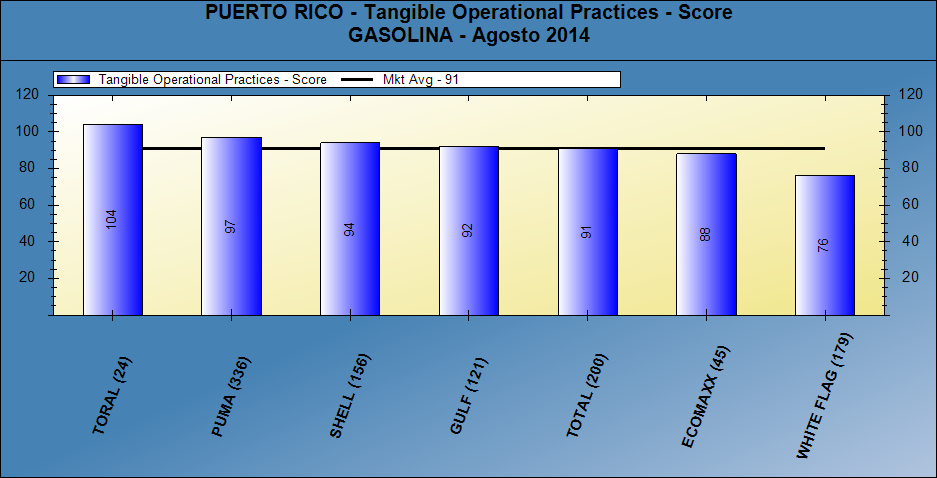 PUERTO RICO - Tangible Operational Practices - Score
GASOLINA - Agosto 2014
Tangible Operational Practices - Score
Mkt Avg - 91
120
100
80
60
40
20
120
100
80
60
40
20
104
97
94
92
91
88
76
TORAL (24)
PUMA (336)
SHELL (156)
GULF (121)
TOTAL (200)
ECOMAXX (45)
WHITE FLAG (179)